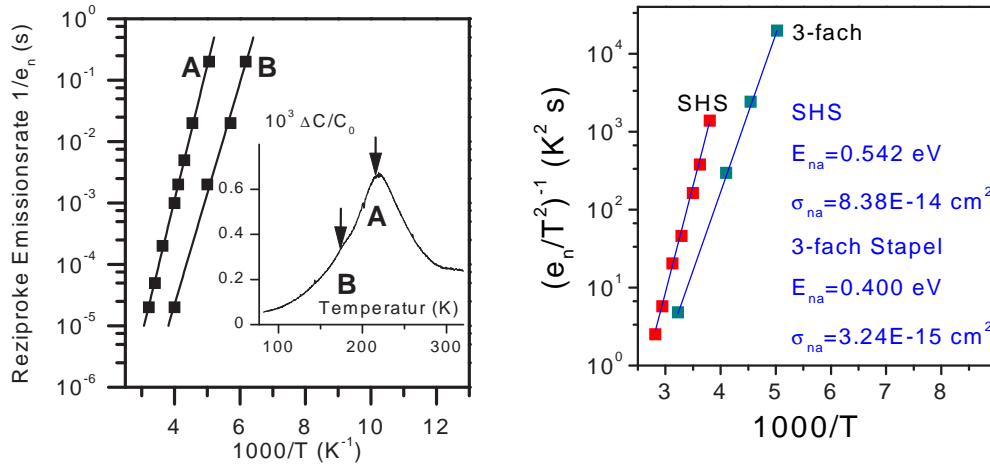 Reziproke Emissionsrate 1/e_n (s)
10^0
10^-1
10^-2
10^-3
10^-4
10^-5
10^-6
A
B
10^3 ΔC/C_0
0.6
0.4
0.2
0
A
B
Temperatur (K)
100 200 300
4 6 8 10 12
1000/T (K^-1)
(e_n/T^2)^-1 (K^2 s)
10^4
10^3
10^2
10^1
10^0
3-fach
SHS
SHS
E_na=0.542 eV
σ_na=8.38E-14 cm^2
3-fach Stapel
E_na=0.400 eV
σ_na=3.24E-15 cm^2
3 4 5 6 7 8
1000/T